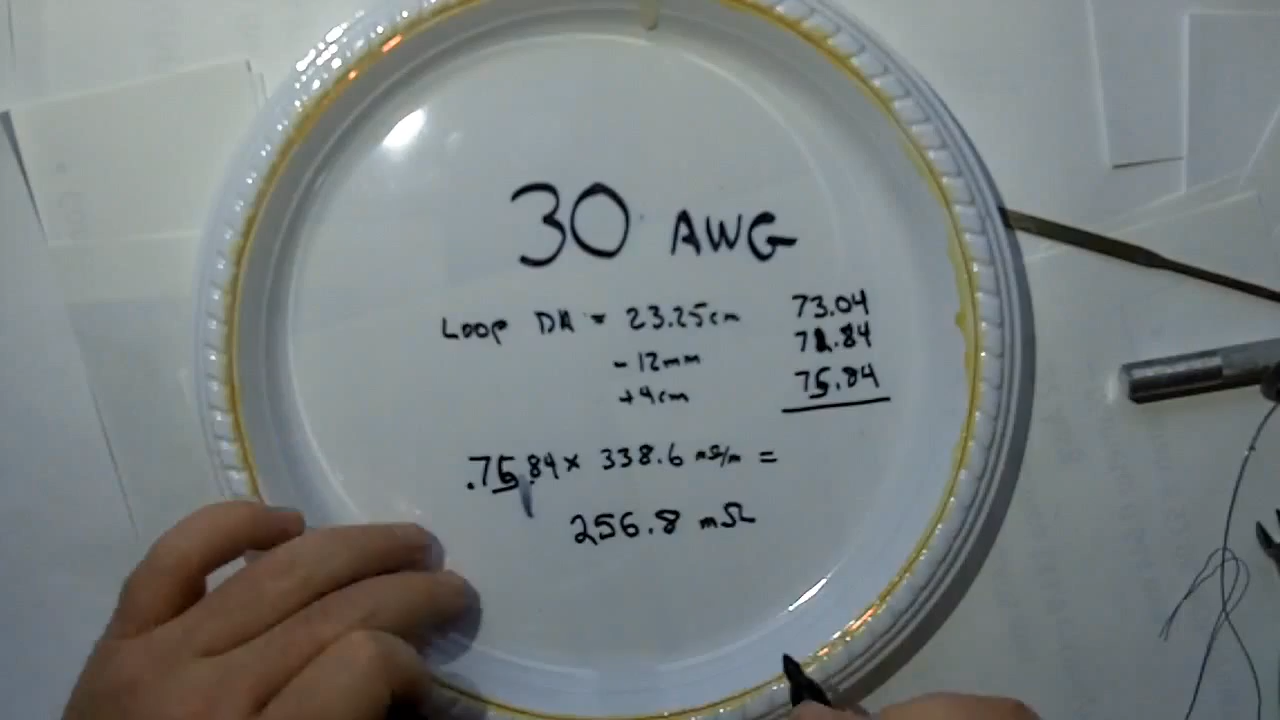 30 AWG
LOOP DIA = 23.25cm 73.04
- 12mm 71.84
+ 4cm 75.84
.7584 x 338.6 mΩ/m =
256.8 mΩ